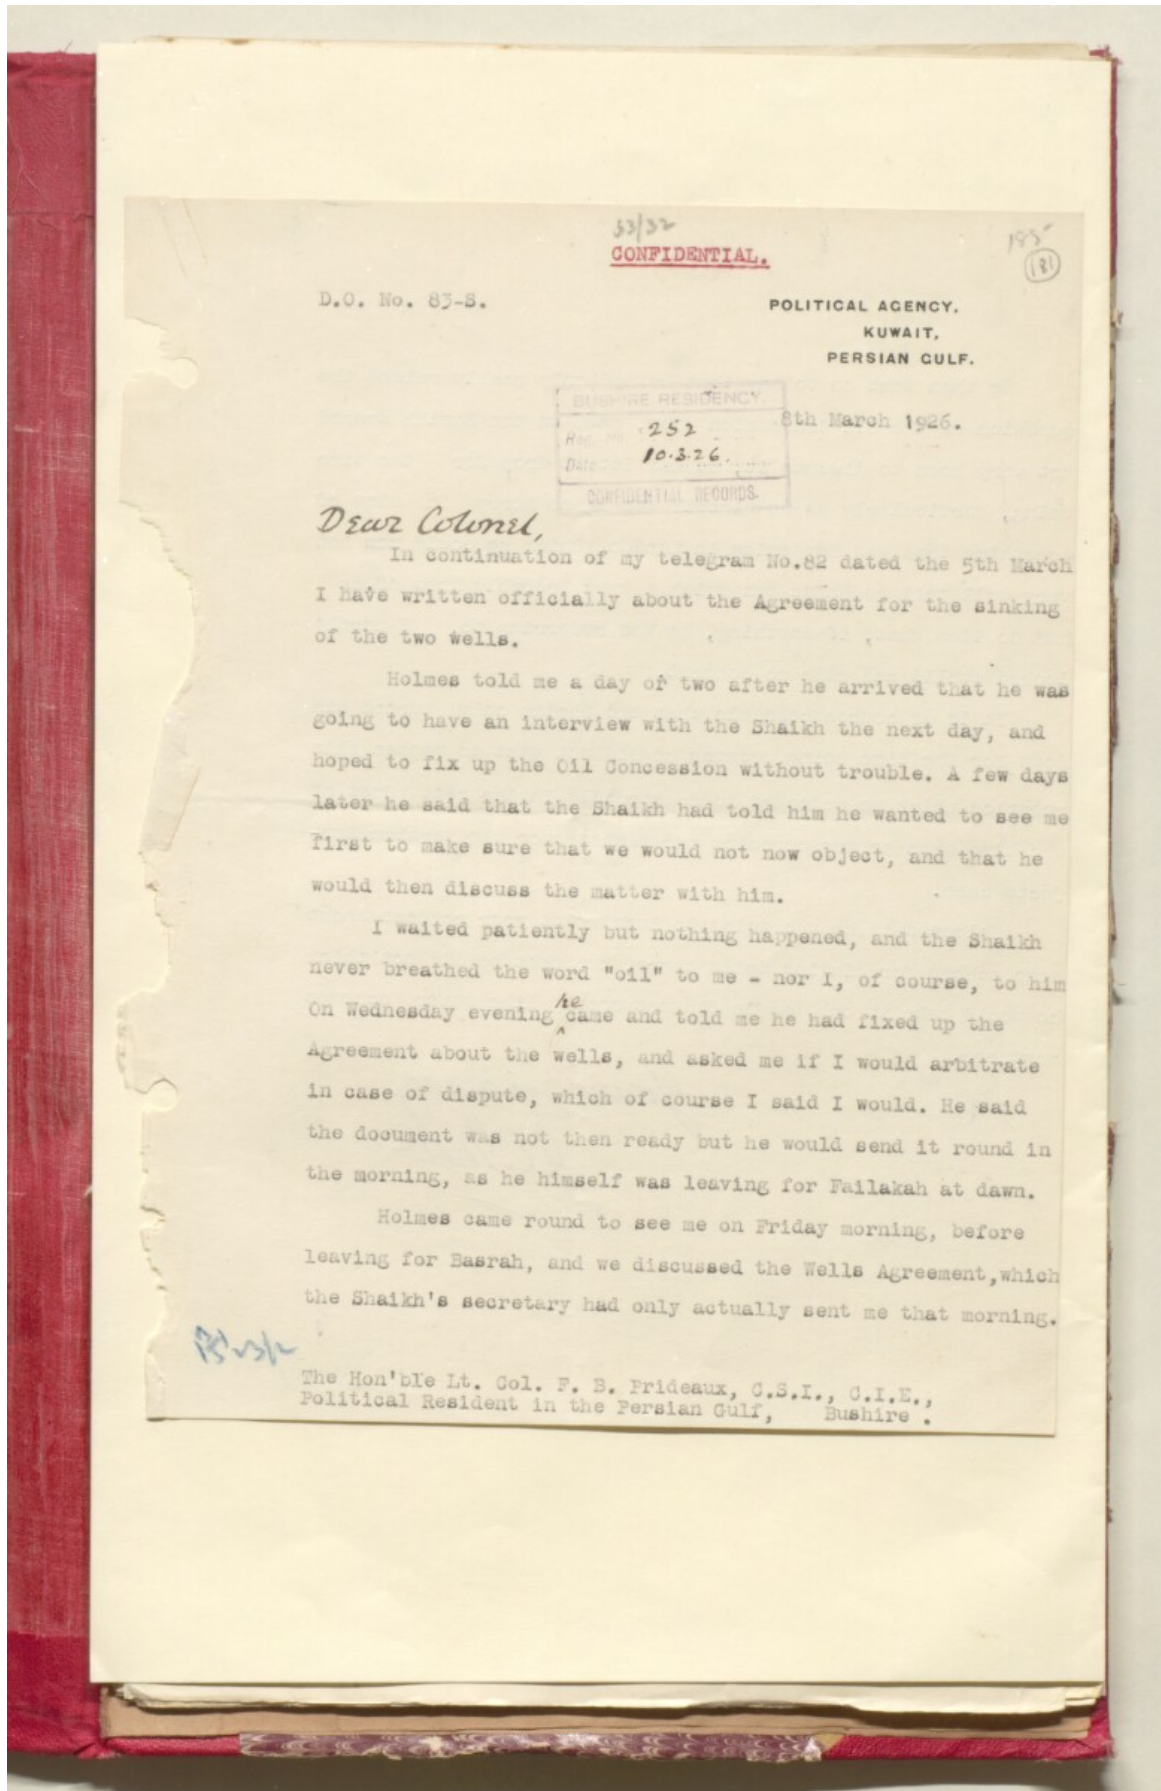 53/32
CONFIDENTIAL.
185
181
D.O. No. 83-S.
POLITICAL AGENCY,
KUWAIT,
PERSIAN GULF.
BUSHIRE RESIDENCY.
Reg. No. 252
Date 10.3.26.
CONFIDENTIAL RECORDS.
8th March 1926.
Dear Colonel,
In continuation of my telegram No.82 dated the 5th March
I have written officially about the Agreement for the sinking
of the two wells.
Holmes told me a day or two after he arrived that he was
going to have an interview with the Shaikh the next day, and
hoped to fix up the Oil Concession without trouble. A few days
later he said that the Shaikh had told him he wanted to see me
first to make sure that we would not now object, and that he
would then discuss the matter with him.
I waited patiently but nothing happened, and the Shaikh
never breathed the word "oil" to me - nor I, of course, to him
On Wednesday evening he came and told me he had fixed up the
Agreement about the wells, and asked me if I would arbitrate
in case of dispute, which of course I said I would. He said
the document was not then ready but he would send it round in
the morning, as he himself was leaving for Failakah at dawn.
Holmes came round to see me on Friday morning, before
leaving for Basrah, and we discussed the Wells Agreement,which
the Shaikh's secretary had only actually sent me that morning.
The Hon'ble Lt. Col. F. B. Prideaux, C.S.I., C.I.E.,
Political Resident in the Persian Gulf, Bushire .